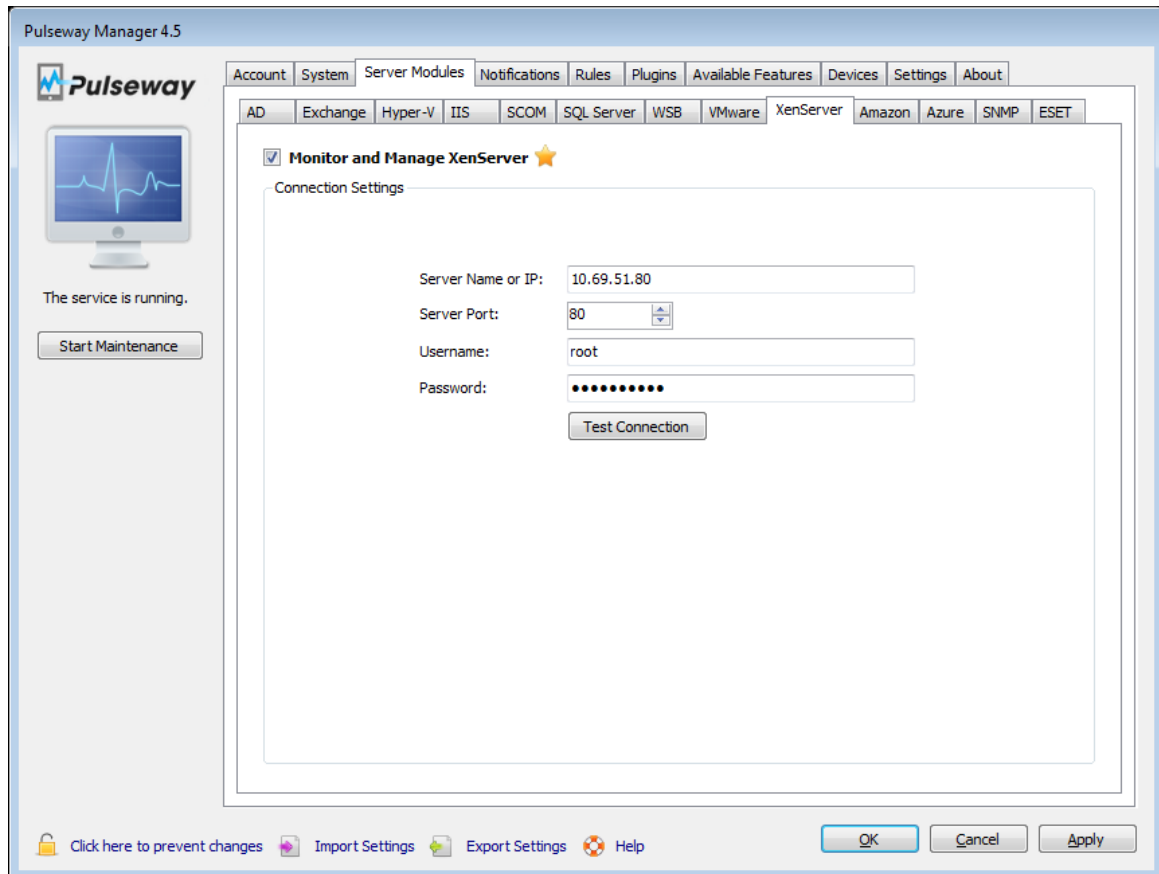 Pulseway Manager 4.5
Pulseway
Account System Server Modules Notifications Rules Plugins Available Features Devices Settings About
AD Exchange Hyper-V IIS SCOM SQL Server WSB VMware XenServer Amazon Azure SNMP ESET
Monitor and Manage XenServer
Connection Settings
Server Name or IP: 10.69.51.80
Server Port: 80
Username: root
Password: ●●●●●●●●●●
Test Connection
The service is running.
Start Maintenance
Click here to prevent changes Import Settings Export Settings Help
OK Cancel Apply